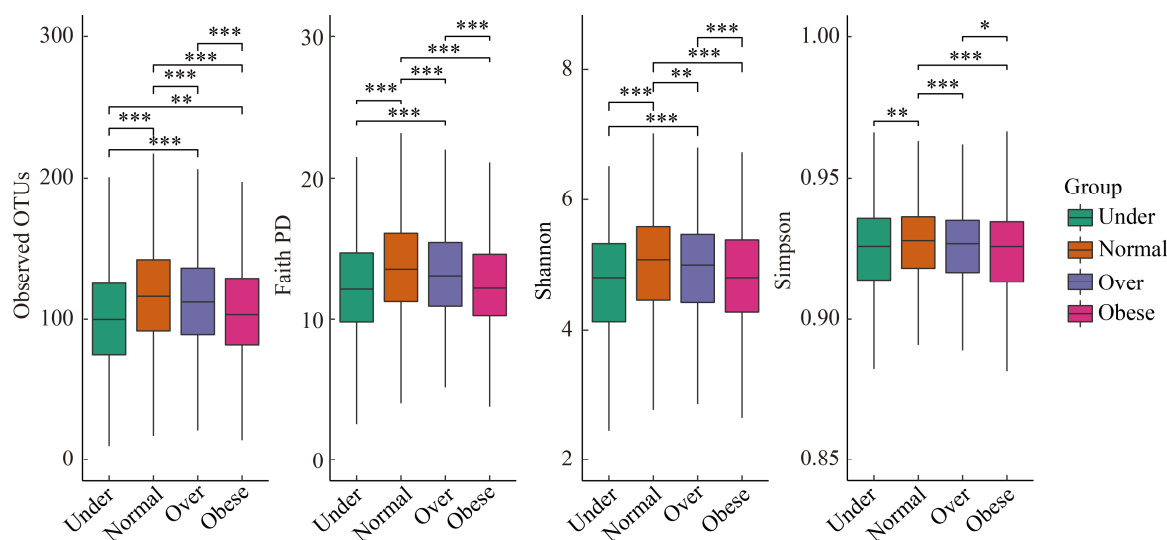 Observed OTUs
300
200
100
0
***
***
***
**
***
***
Under
Normal
Over
Obese
Faith PD
30
20
10
0
***
***
***
***
***
Under
Normal
Over
Obese
Shannon
8
6
4
2
***
***
**
***
***
Under
Normal
Over
Obese
Simpson
1.00
0.95
0.90
0.85
*
***
***
**
Under
Normal
Over
Obese
Group
Under
Normal
Over
Obese